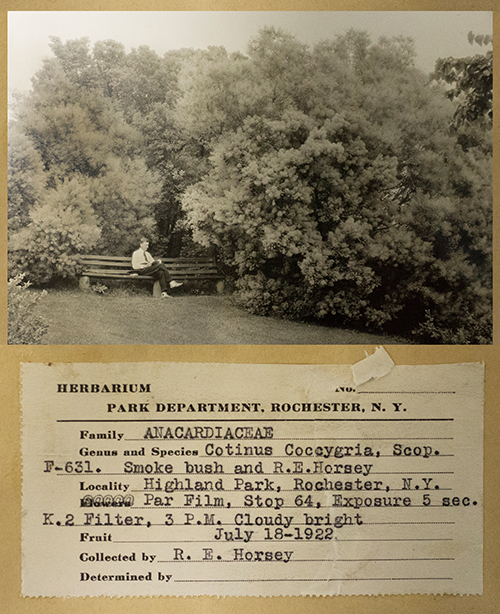 HERBARIUM No.
PARK DEPARTMENT, ROCHESTER, N. Y.
Family ANACARDIACEAE
Genus and Species Cotinus Coccygria, Scop.
F-631. Smoke bush and R.E.Horsey
Locality Highland Park, Rochester, N.Y.
Flowers Par Film, Stop 64, Exposure 5 sec.
K.2 Filter, 3 P.M. Cloudy bright
Fruit July 18-1922.
Collected by R. E. Horsey
Determined by